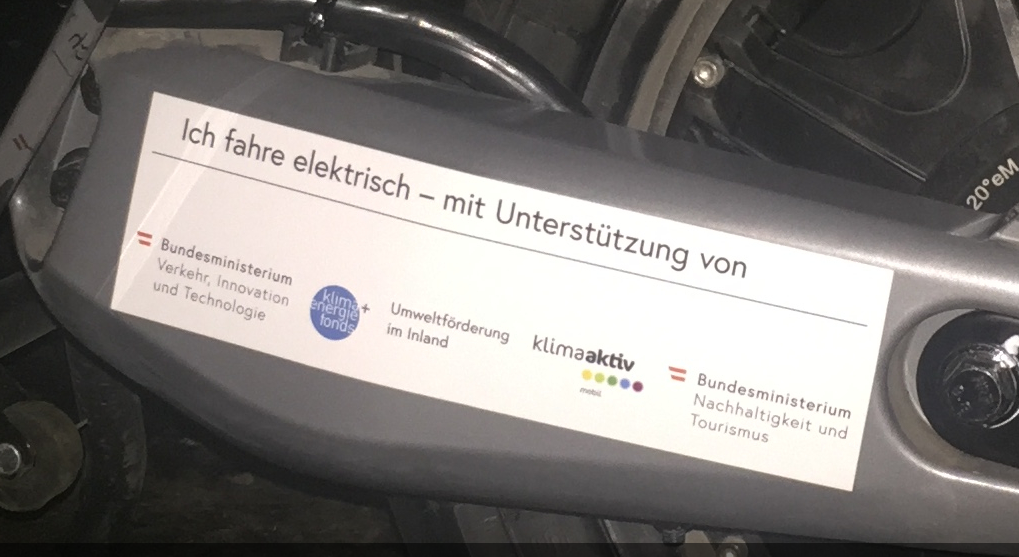 Ich fahre elektrisch – mit Unterstützung von
Bundesministerium
Verkehr, Innovation
und Technologie
klima+
energie
fonds
Umweltförderung
im Inland
klimaaktiv
mobil
Bundesministerium
Nachhaltigkeit und
Tourismus
20°eM